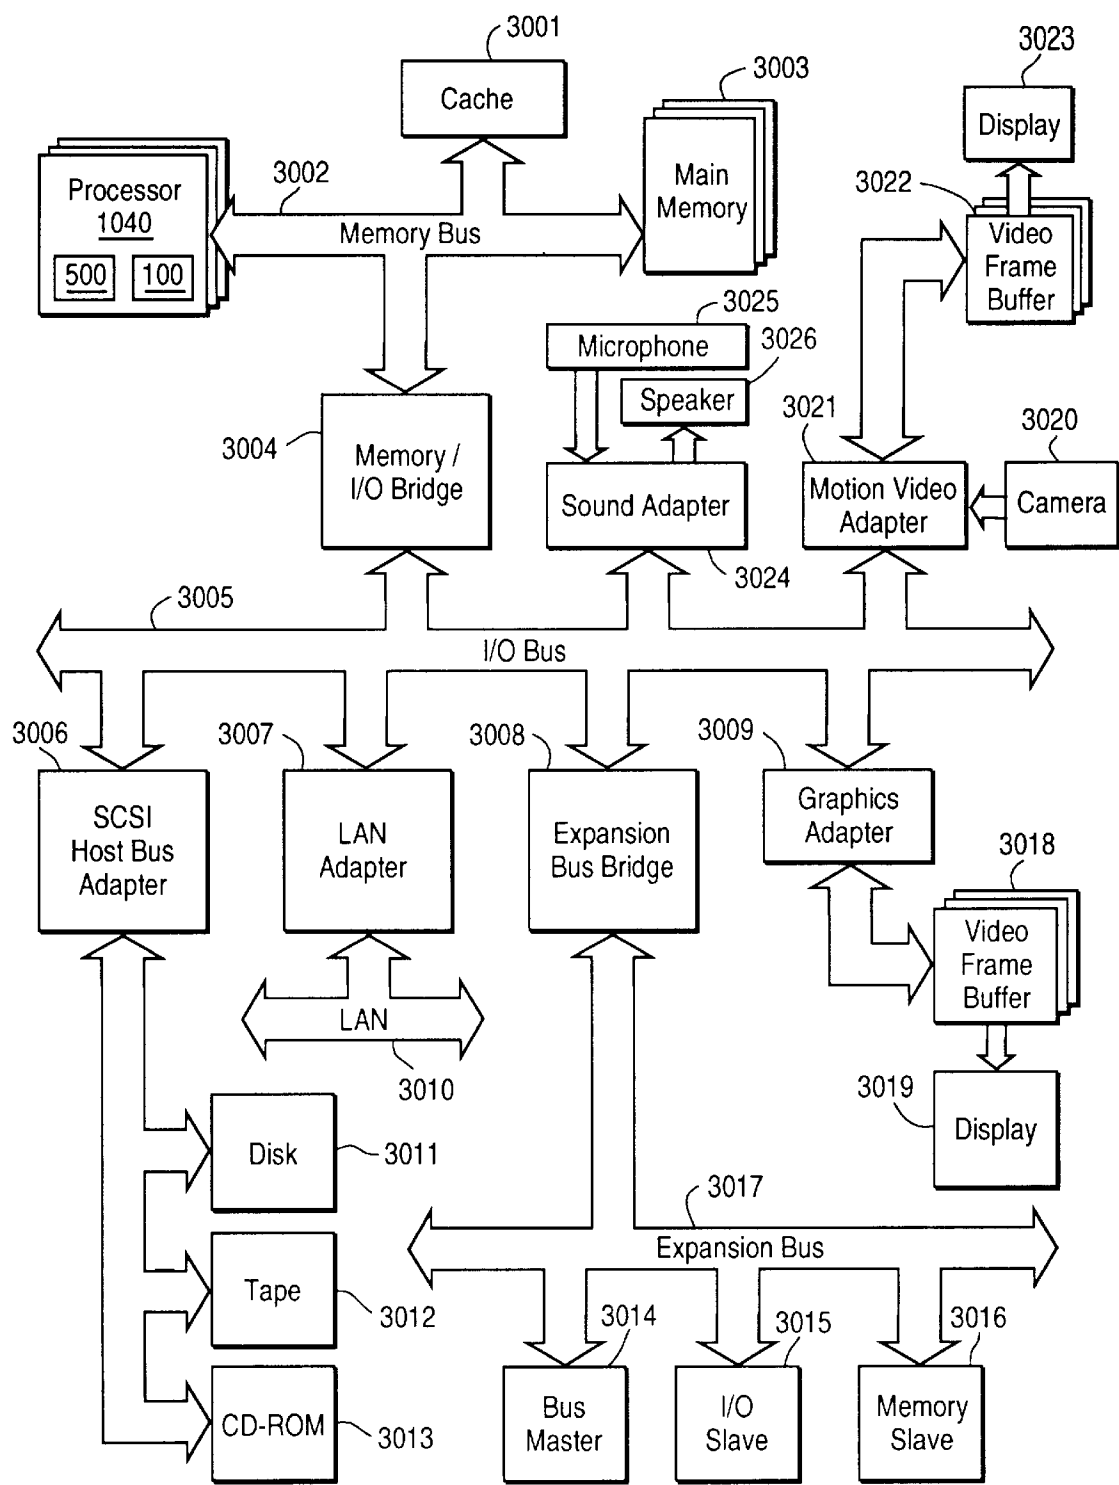 3001
Cache
3003
3023
Display
3002
Processor
1040
500
100
Memory Bus
Main
Memory
3022
Video
Frame
Buffer
3025
Microphone
3026
Speaker
3004
Memory /
I/O Bridge
Sound Adapter
3024
3021
Motion Video
Adapter
3020
Camera
3005
I/O Bus
3006
SCSI
Host Bus
Adapter
3007
LAN
Adapter
3008
Expansion
Bus Bridge
3009
Graphics
Adapter
3018
Video
Frame
Buffer
LAN
3010
3019
Display
Disk
3011
3017
Expansion Bus
Tape
3012
3014
3015
3016
CD-ROM
3013
Bus
Master
I/O
Slave
Memory
Slave